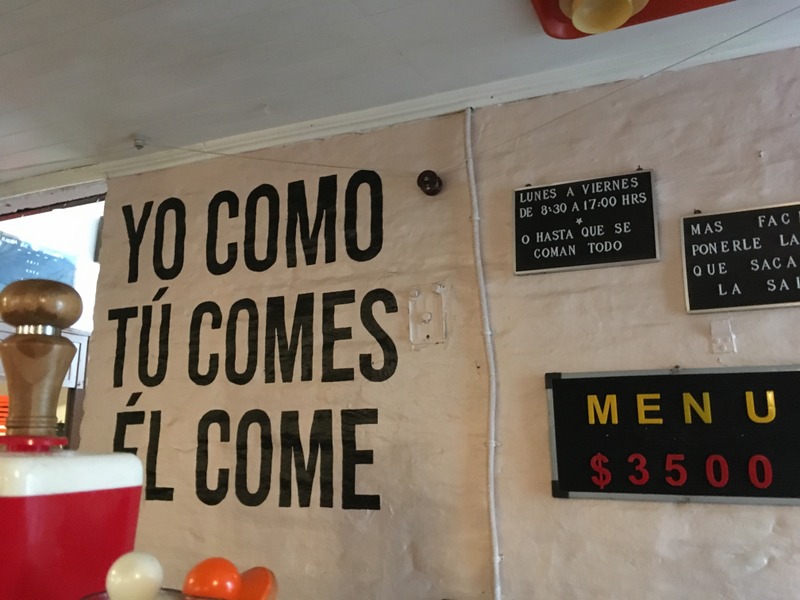 YO COMO
TÚ COMES
ÉL COME
LUNES A VIERNES
DE 8:30 A 17:00 HRS
*
O HASTA QUE SE
COMAN TODO
MAS
PONERLE LA
QUE
LA
MENU
$3500